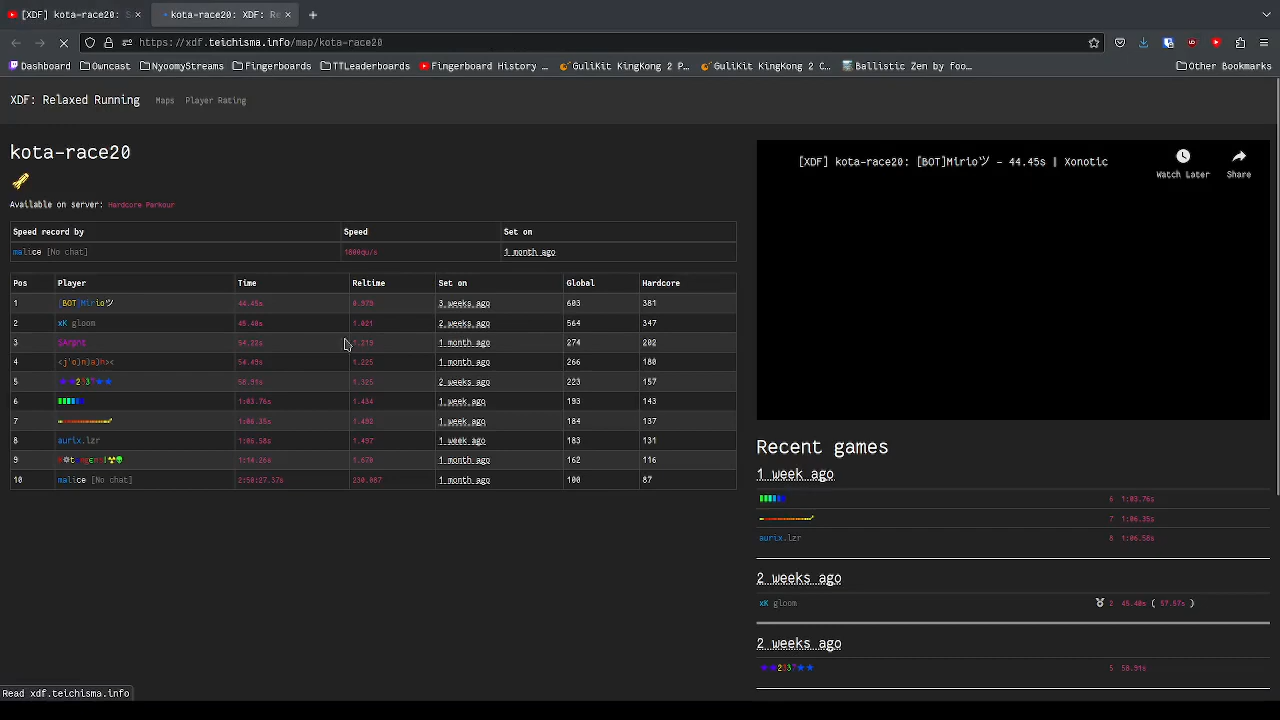 [XDF] kota-race20: S
kota-race20: XDF: Re
https://xdf.teichisma.info/map/kota-race20
Dashboard
Owncast
NyoomyStreams
Fingerboards
TTLeaderboards
Fingerboard History ...
GuliKit KingKong 2 P...
GuliKit KingKong 2 C...
Ballistic Zen by foo...
Other Bookmarks
XDF: Relaxed Running
Maps
Player Rating
kota-race20
Available on server: Hardcore Parkour
Speed record by Speed Set on
malice [No chat] 1 month ago
Pos Player Time Reltime Set on Global Hardcore
1 [BOT]Mirioツ 44.45s 0.979 3 weeks ago 603 381
2 xK gloom 45.40s 1.021 2 weeks ago 564 347
3 1.215 1 month ago 274 202
4 <j'o)n)a)h>< 54.49s 1.225 1 month ago 266 180
5 ★★2537★★ 58.91s 1.325 2 weeks ago 223 157
6 1:03.76s 1.434 1 week ago 193 143
7 1:06.35s 1.492 1 week ago 184 137
8 aurix.lzr 1:06.58s 1.497 1 week ago 183 131
9 1:14.26s 1.670 1 month ago 162 116
10 malice [No chat] 2:50:27.37s 1 month ago 100 87
[XDF] kota-race20: [BOT]Mirioツ – 44.45s | Xonotic
Watch Later
Share
Recent games
1 week ago
6 1:03.76s
7 1:06.35s
aurix.lzr 8 1:06.58s
2 weeks ago
xK gloom 2 45.40s ( 57.57s )
2 weeks ago
★★2537★★ 5 58.91s
Read xdf.teichisma.info